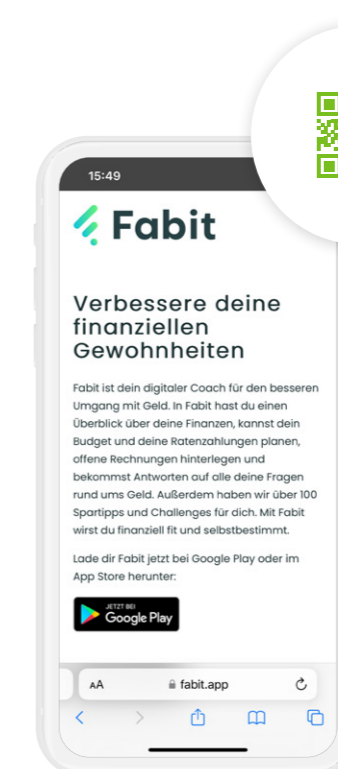 15:49
Fabit
Verbessere deine
finanziellen
Gewohnheiten
Fabit ist dein digitaler Coach für den besseren
Umgang mit Geld. In Fabit hast du einen
Überblick über deine Finanzen, kannst dein
Budget und deine Ratenzahlungen planen,
offene Rechnungen hinterlegen und
bekommst Antworten auf alle deine Fragen
rund ums Geld. Außerdem haben wir über 100
Spartipps und Challenges für dich. Mit Fabit
wirst du finanziell fit und selbstbestimmt.
Lade dir Fabit jetzt bei Google Play oder im
App Store herunter:
JETZT BEI
Google Play
AA fabit.app